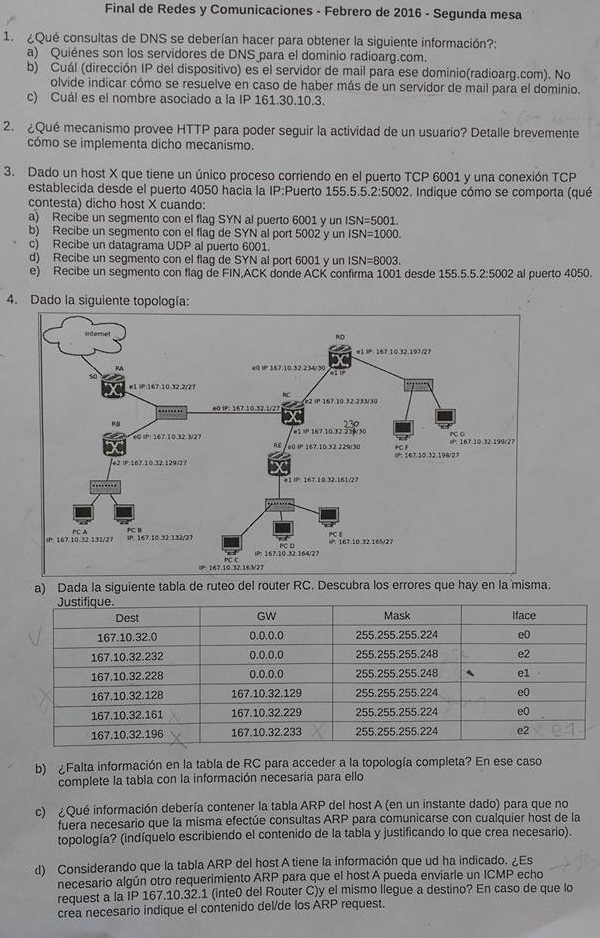 Final de Redes y Comunicaciones - Febrero de 2016 - Segunda mesa
1. ¿Qué consultas de DNS se deberían hacer para obtener la siguiente información?:
a) Quiénes son los servidores de DNS para el dominio radioarg.com.
b) Cuál (dirección IP del dispositivo) es el servidor de mail para ese dominio(radioarg.com). No
olvide indicar cómo se resuelve en caso de haber más de un servidor de mail para el dominio.
c) Cuál es el nombre asociado a la IP 161.30.10.3.
2. ¿Qué mecanismo provee HTTP para poder seguir la actividad de un usuario? Detalle brevemente
cómo se implementa dicho mecanismo.
3. Dado un host X que tiene un único proceso corriendo en el puerto TCP 6001 y una conexión TCP
establecida desde el puerto 4050 hacia la IP:Puerto 155.5.5.2:5002. Indique cómo se comporta (qué
contesta) dicho host X cuando:
a) Recibe un segmento con el flag SYN al puerto 6001 y un ISN=5001.
b) Recibe un segmento con el flag de SYN al port 5002 y un ISN=1000.
c) Recibe un datagrama UDP al puerto 6001.
d) Recibe un segmento con el flag de SYN al port 6001 y un ISN=8003.
e) Recibe un segmento con flag de FIN,ACK donde ACK confirma 1001 desde 155.5.5.2:5002 al puerto 4050.
4. Dado la siguiente topología:
Internet
RD
e1 IP: 167.10.32.197/27
RA
e0 IP 167.10.32.234/30
e1 IP
S0
e1 IP:167.10.32.2/27
RC
e2 IP 167.10.32.233/30
e0 IP: 167.10.32.1/27
230
RB
e1 IP 167.10.32.234/30
e0 IP: 167.10.32.3/27
RE
e0 IP 167.10.32.229/30
PC G
IP: 167.10.32.199/27
PC F
IP: 167.10.32.198/27
e2 IP:167.10.32.129/27
e1 IP: 167.10.32.161/27
PC A
IP: 167.10.32.131/27
PC B
IP: 167.10.32.132/27
PC E
IP: 167.10.32.165/27
PC D
IP: 167.10.32.164/27
PC C
IP: 167.10.32.163/27
a) Dada la siguiente tabla de ruteo del router RC. Descubra los errores que hay en la misma.
Justifique.
Dest GW Mask Iface
167.10.32.0 0.0.0.0 255.255.255.224 e0
167.10.32.232 0.0.0.0 255.255.255.248 e2
167.10.32.228 0.0.0.0 255.255.255.248 e1
167.10.32.128 167.10.32.129 255.255.255.224 e0
167.10.32.161 167.10.32.229 255.255.255.224 e0
167.10.32.196 167.10.32.233 255.255.255.224 e2
b) ¿Falta información en la tabla de RC para acceder a la topología completa? En ese caso
complete la tabla con la información necesaria para ello
c) ¿Qué información debería contener la tabla ARP del host A (en un instante dado) para que no
fuera necesario que la misma efectúe consultas ARP para comunicarse con cualquier host de la
topología? (indíquelo escribiendo el contenido de la tabla y justificando lo que crea necesario).
d) Considerando que la tabla ARP del host A tiene la información que ud ha indicado. ¿Es
necesario algún otro requerimiento ARP para que el host A pueda enviarle un ICMP echo
request a la IP 167.10.32.1 (inte0 del Router C)y el mismo llegue a destino? En caso de que lo
crea necesario indique el contenido del/de los ARP request.